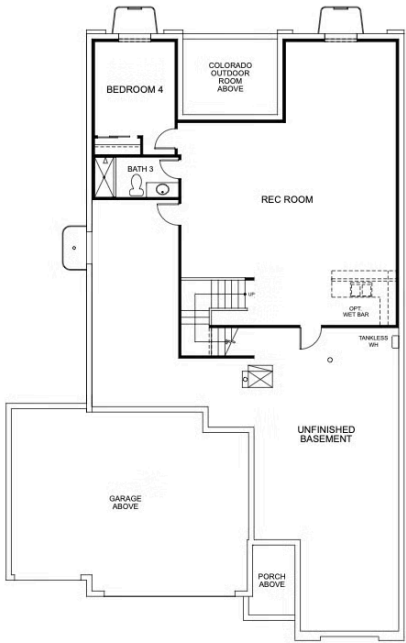 COLORADO
OUTDOOR
ROOM
ABOVE
BEDROOM 4
BATH 3
REC ROOM
UP
OPT.
WET BAR
TANKLESS
WH
UNFINISHED
BASEMENT
GARAGE
ABOVE
PORCH
ABOVE